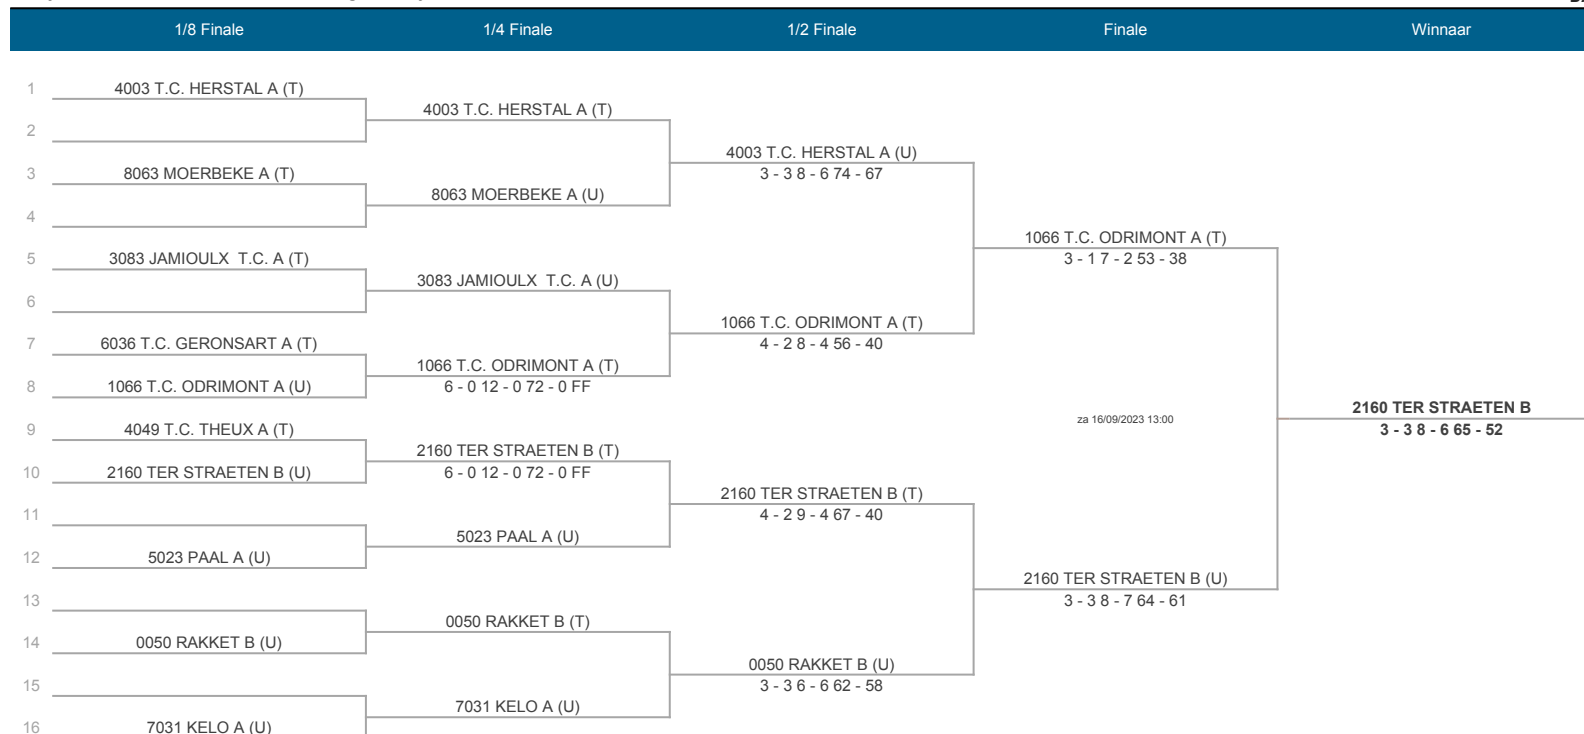 1/8 Finale 1/4 Finale 1/2 Finale Finale Winnaar
1 4003 T.C. HERSTAL A (T)
4003 T.C. HERSTAL A (T)
2
4003 T.C. HERSTAL A (U)
3 8063 MOERBEKE A (T)
3 - 3 8 - 6 74 - 67
8063 MOERBEKE A (U)
4
1066 T.C. ODRIMONT A (T)
5 3083 JAMIOULX T.C. A (T)
3 - 1 7 - 2 53 - 38
3083 JAMIOULX T.C. A (U)
6
1066 T.C. ODRIMONT A (T)
7 6036 T.C. GERONSART A (T)
4 - 2 8 - 4 56 - 40
1066 T.C. ODRIMONT A (T)
8 1066 T.C. ODRIMONT A (U)
6 - 0 12 - 0 72 - 0 FF
2160 TER STRAETEN B
za 16/09/2023 13:00
9 4049 T.C. THEUX A (T)
3 - 3 8 - 6 65 - 52
2160 TER STRAETEN B (T)
10 2160 TER STRAETEN B (U)
6 - 0 12 - 0 72 - 0 FF
2160 TER STRAETEN B (T)
11
4 - 2 9 - 4 67 - 40
5023 PAAL A (U)
12 5023 PAAL A (U)
2160 TER STRAETEN B (U)
13
3 - 3 8 - 7 64 - 61
0050 RAKKET B (T)
14 0050 RAKKET B (U)
0050 RAKKET B (U)
15
3 - 3 6 - 6 62 - 58
7031 KELO A (U)
16 7031 KELO A (U)